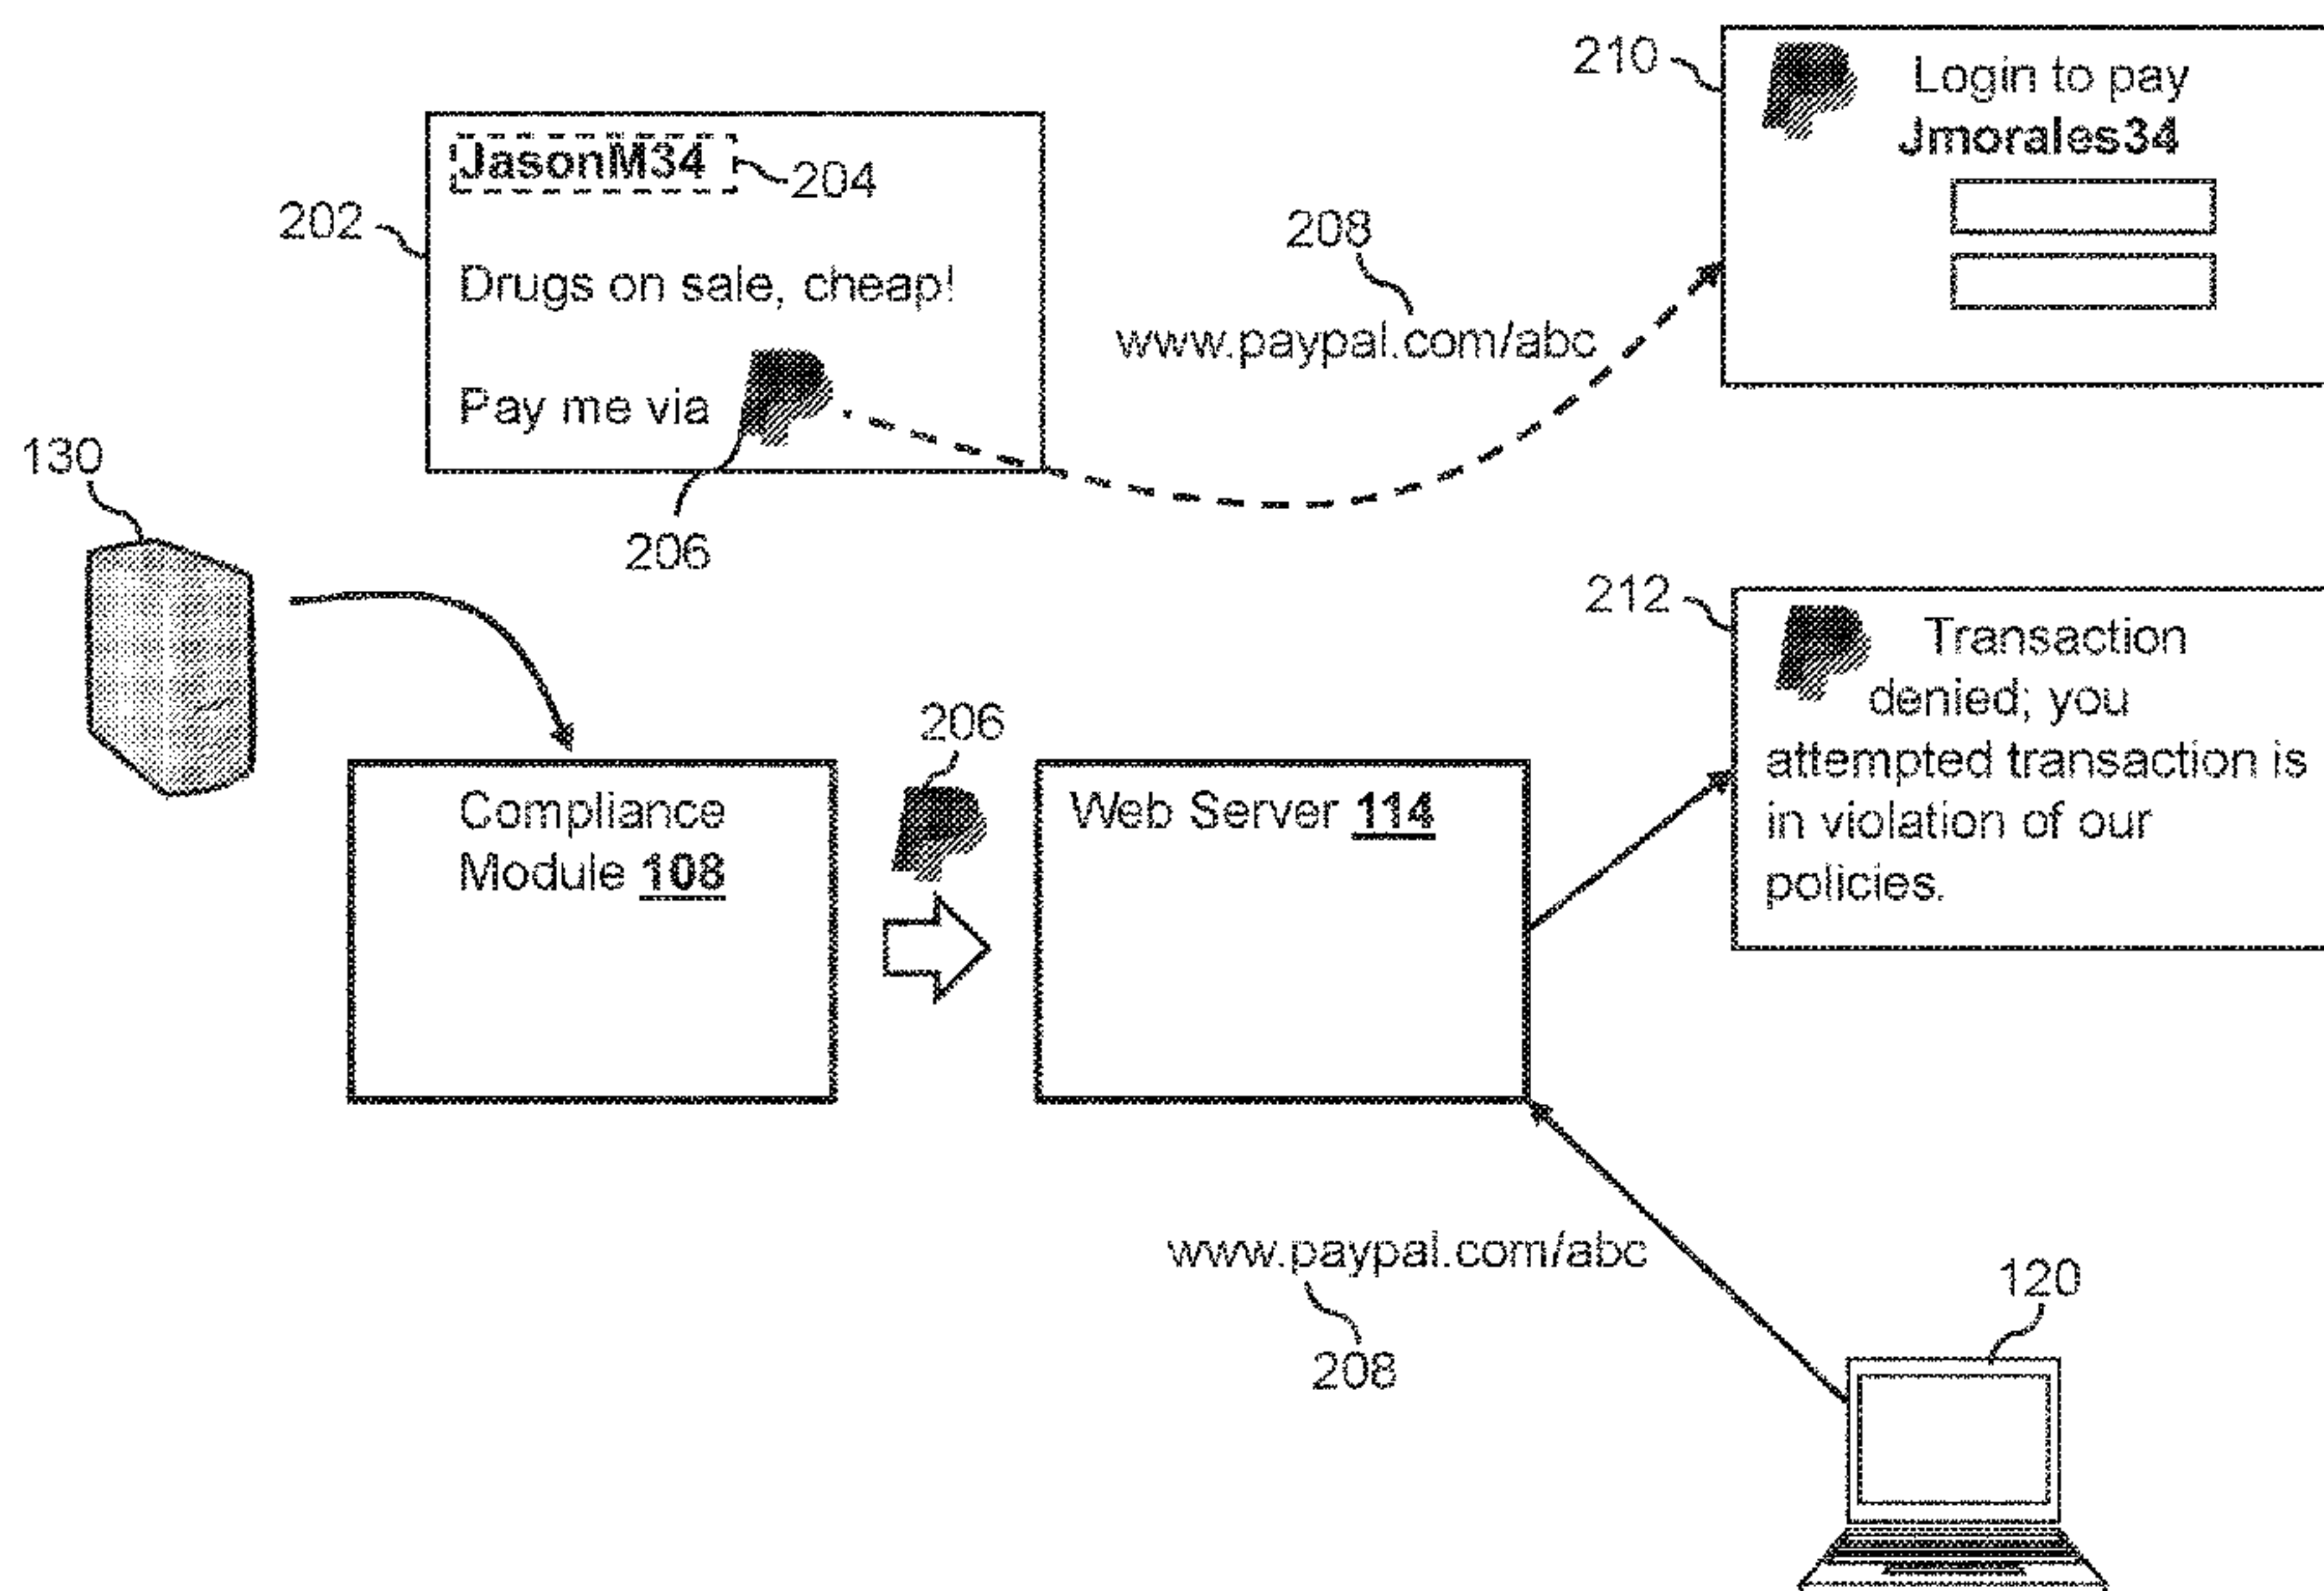 210
Login to pay
Jmorales34
JasonM34
204
202
Drugs on sale, cheap!
208
www.paypal.com/abc
Pay me via
206
130
212
Transaction
denied; you
attempted transaction is
in violation of our
policies.
206
Compliance
Module 108
Web Server 114
www.paypal.com/abc
208
120